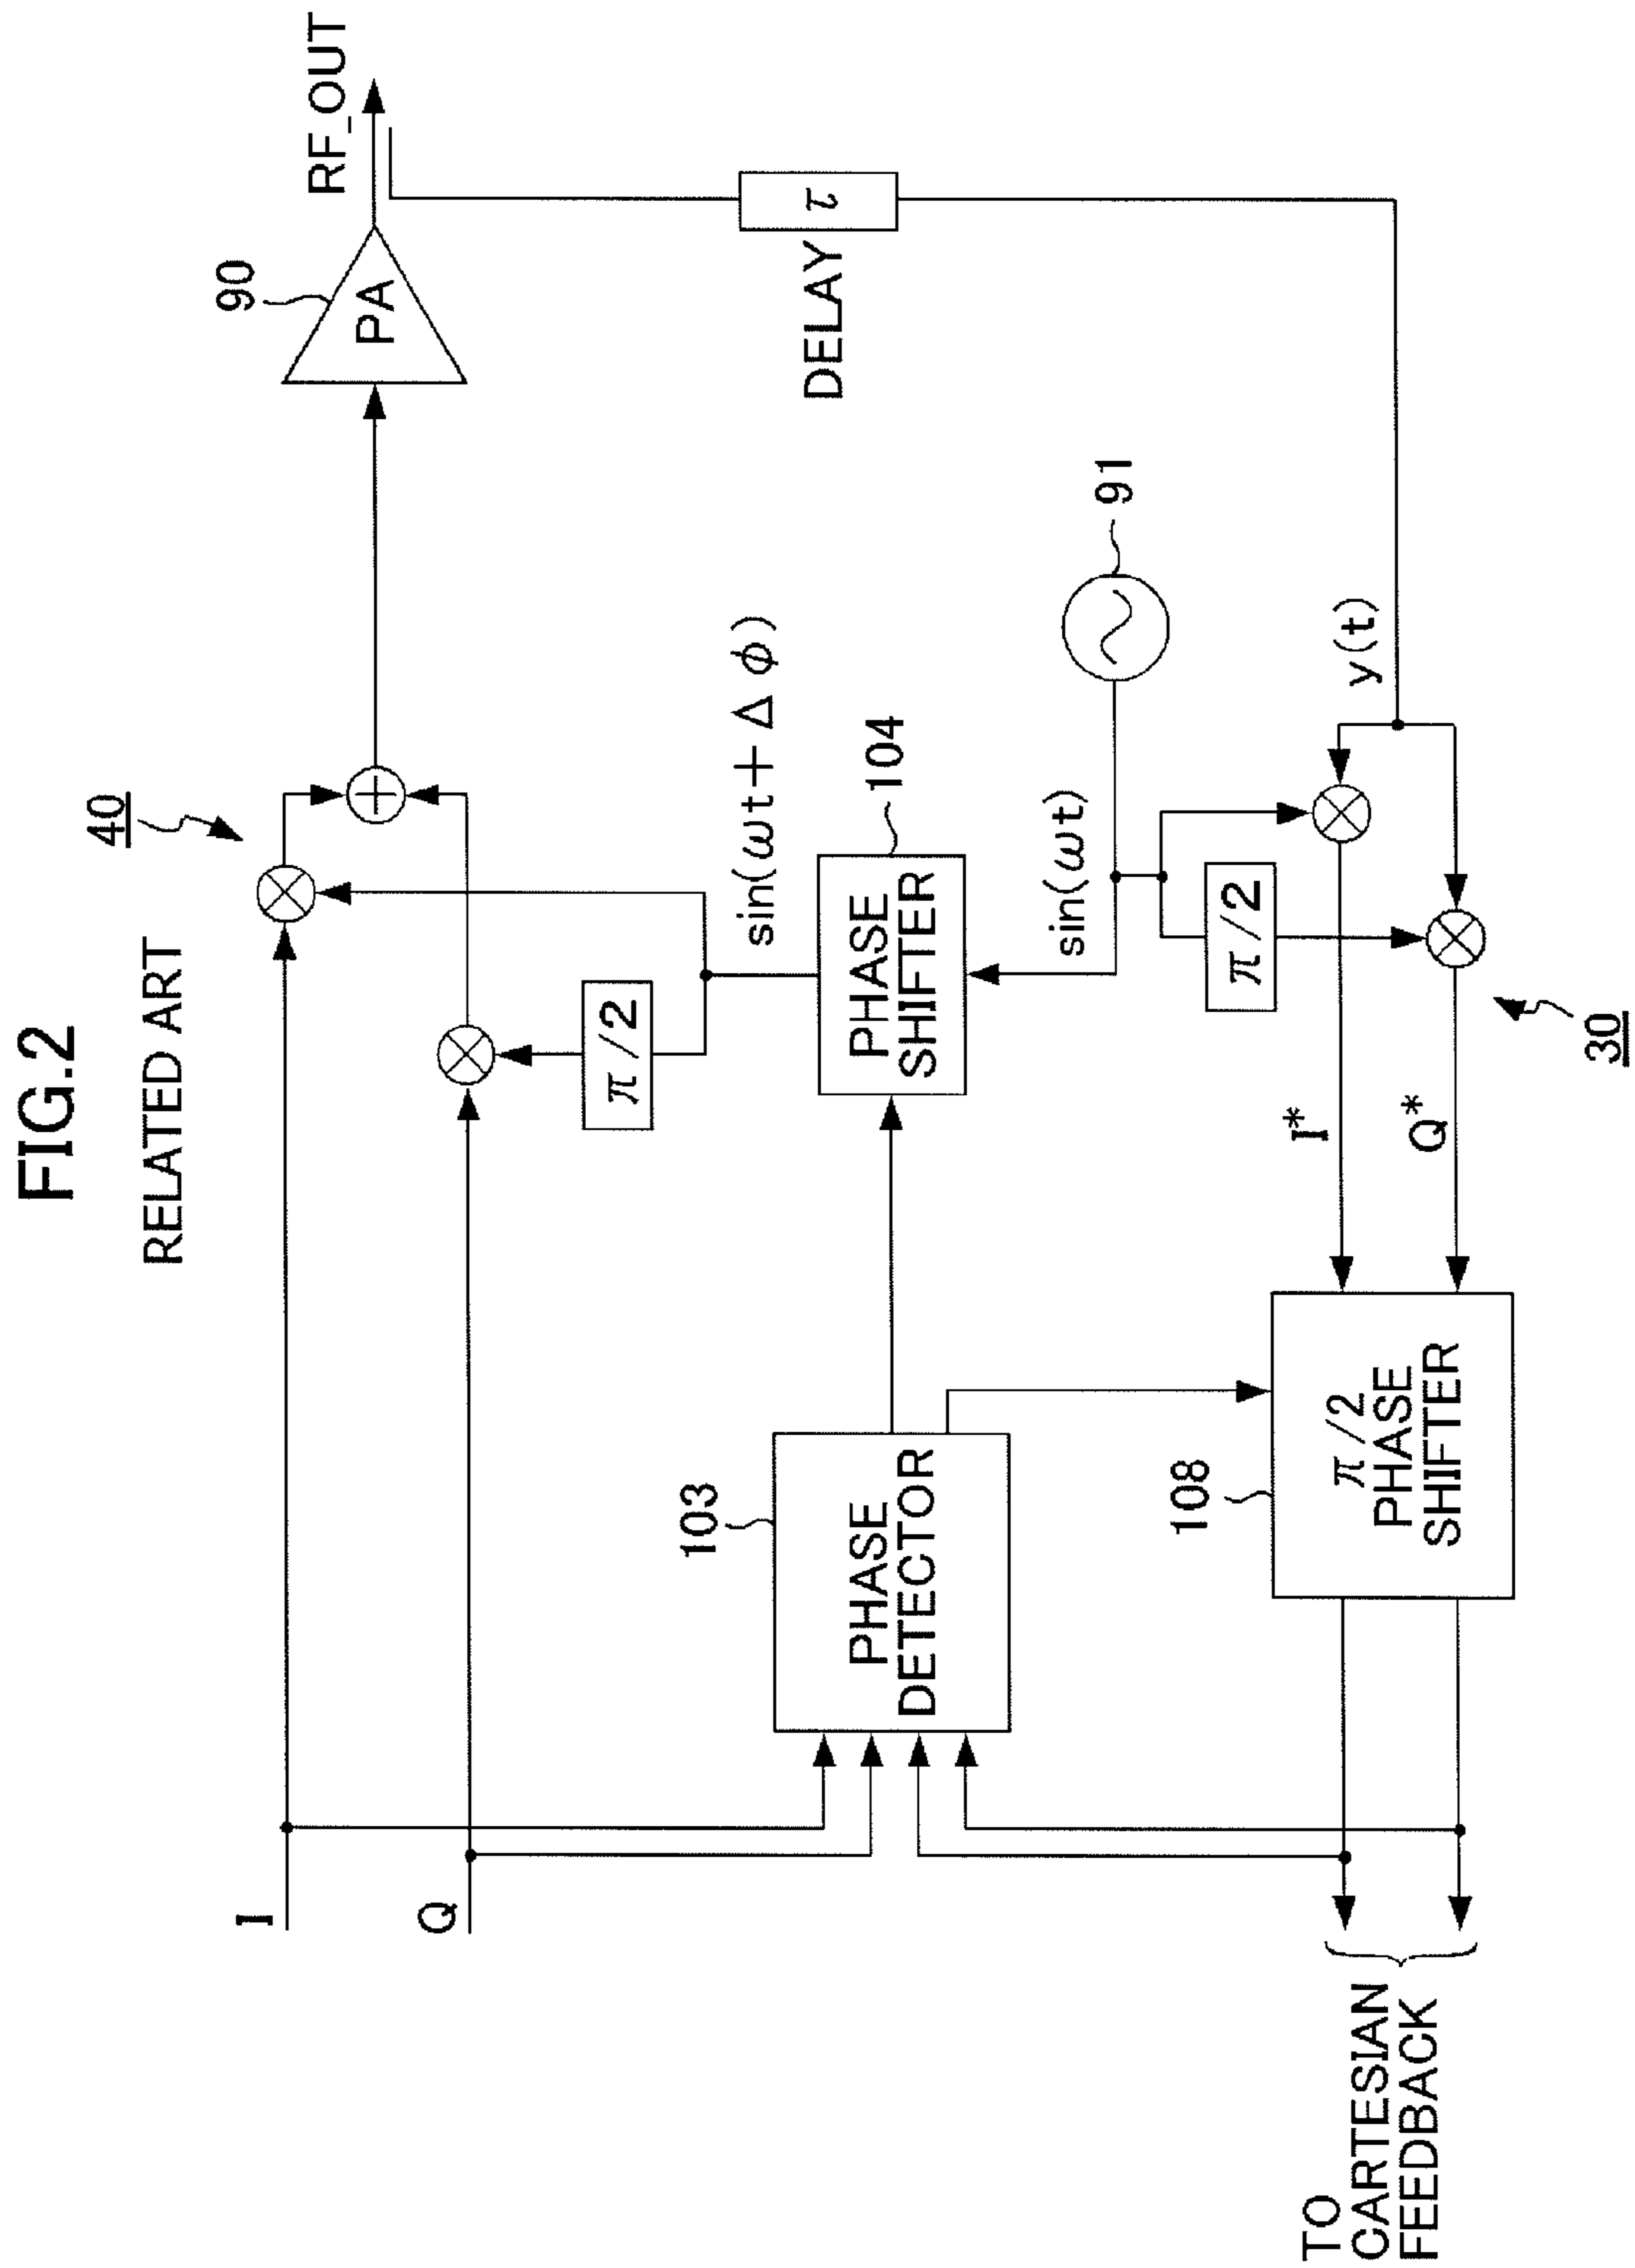 FIG.2
RELATED ART
40
90
RF_OUT
I
PA
Q
π/2
sin(ωt+Δφ)
DELAY τ
103
PHASE
DETECTOR
PHASE
SHIFTER
104
sin(ωt)
91
108
π/2
PHASE
SHIFTER
π/2
I*
Q*
y(t)
30
TO
CARTESIAN
FEEDBACK